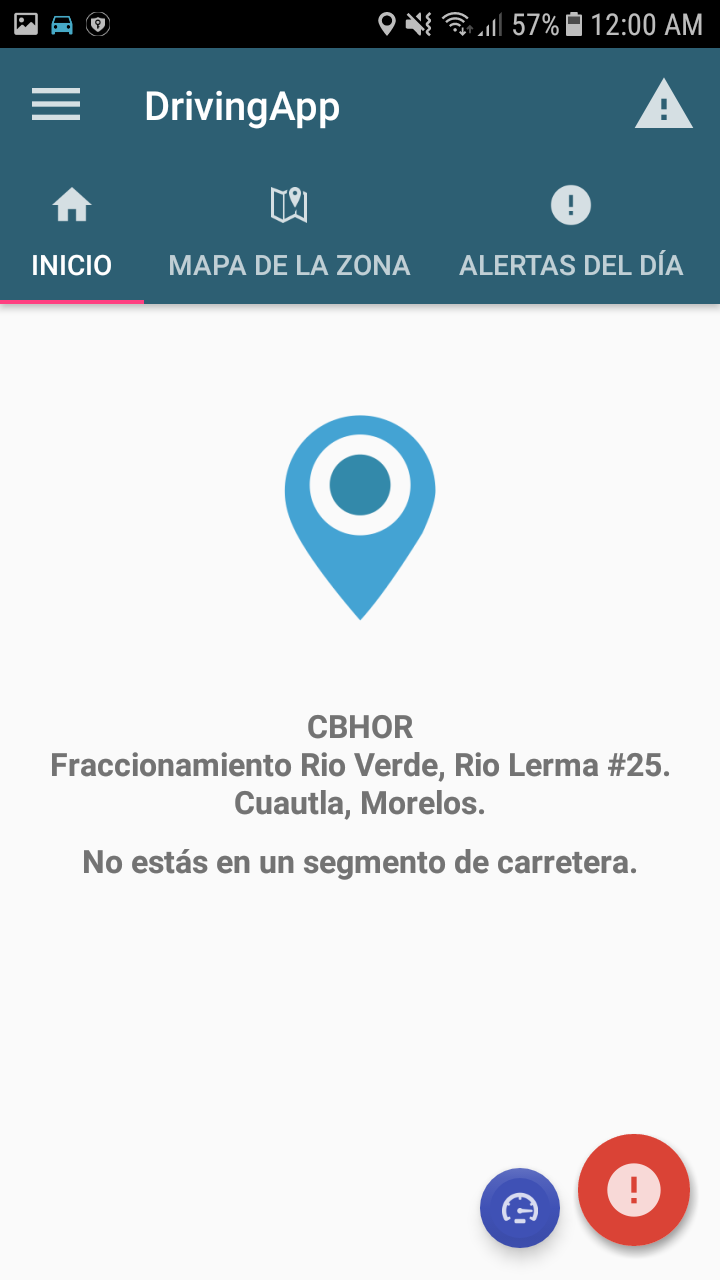 57% 12:00 AM
DrivingApp
INICIO MAPA DE LA ZONA ALERTAS DEL DÍA
CBHOR
Fraccionamiento Rio Verde, Rio Lerma #25.
Cuautla, Morelos.
No estás en un segmento de carretera.